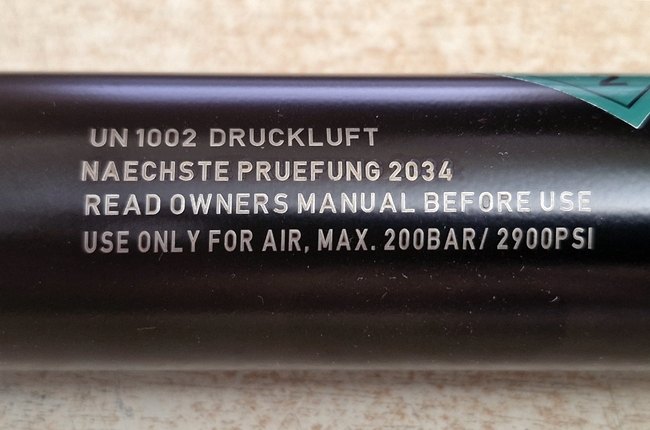 UN 1002 DRUCKLUFT
NAECHSTE PRUEFUNG 2034
READ OWNERS MANUAL BEFORE USE
USE ONLY FOR AIR, MAX. 200BAR/ 2900PSI